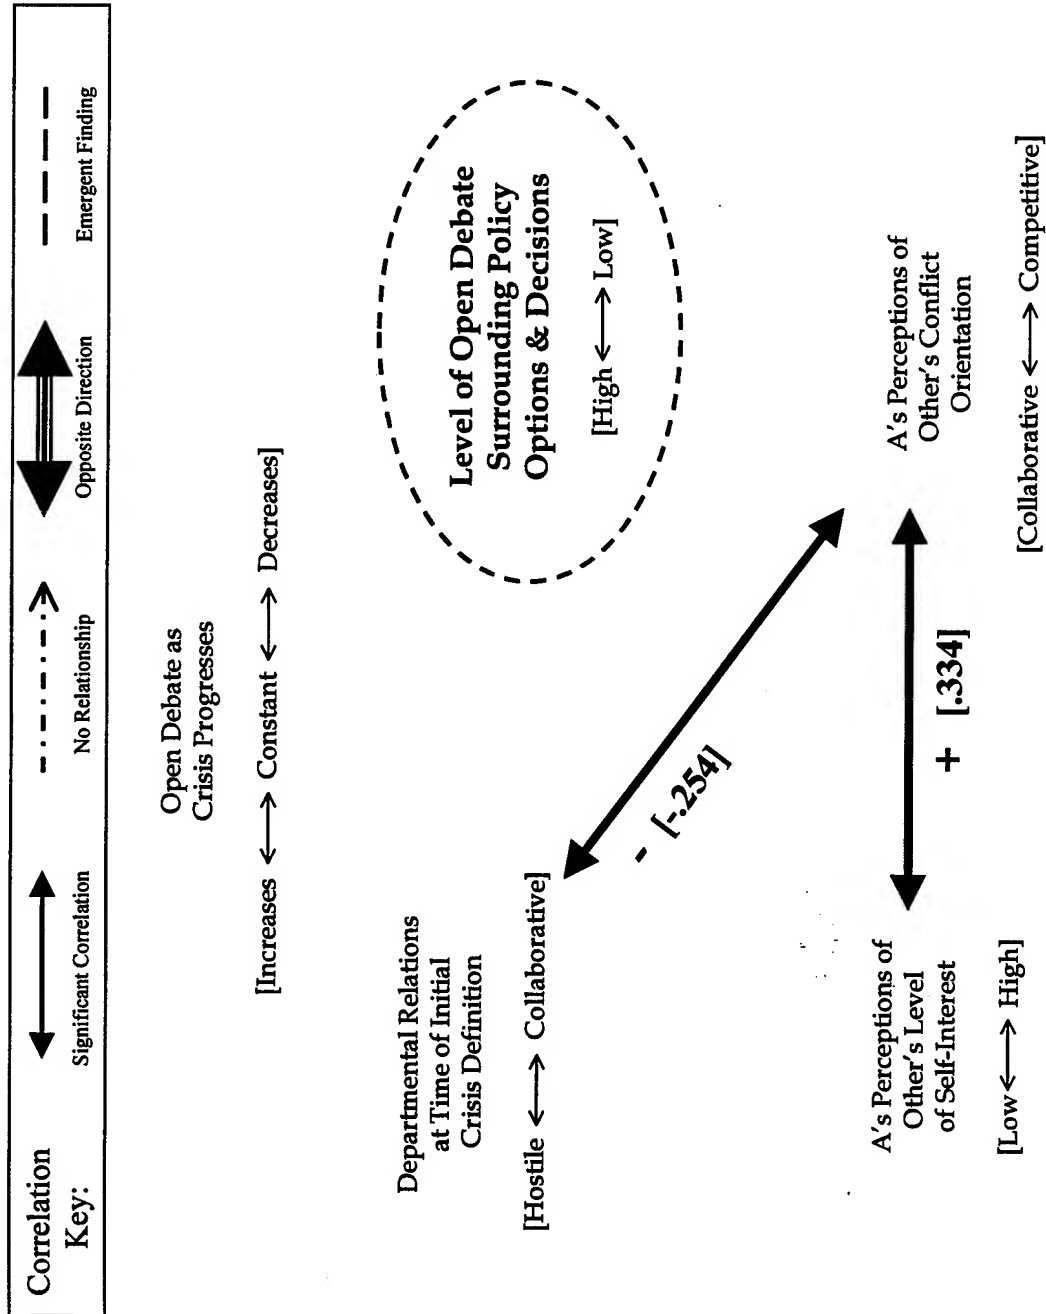 Correlation
Key:
Significant Correlation
No Relationship
Opposite Direction
Emergent Finding
Open Debate as
Crisis Progresses
[Increases ⟷ Constant ⟷ Decreases]
Departmental Relations
at Time of Initial
Crisis Definition
[Hostile ⟷ Collaborative]
Level of Open Debate
Surrounding Policy
Options & Decisions
[High ⟷ Low]
- [-.254]
A's Perceptions of
Other's Level
of Self-Interest
[Low ⟷ High]
+ [.334]
A's Perceptions of
Other's Conflict
Orientation
[Collaborative ⟷ Competitive]